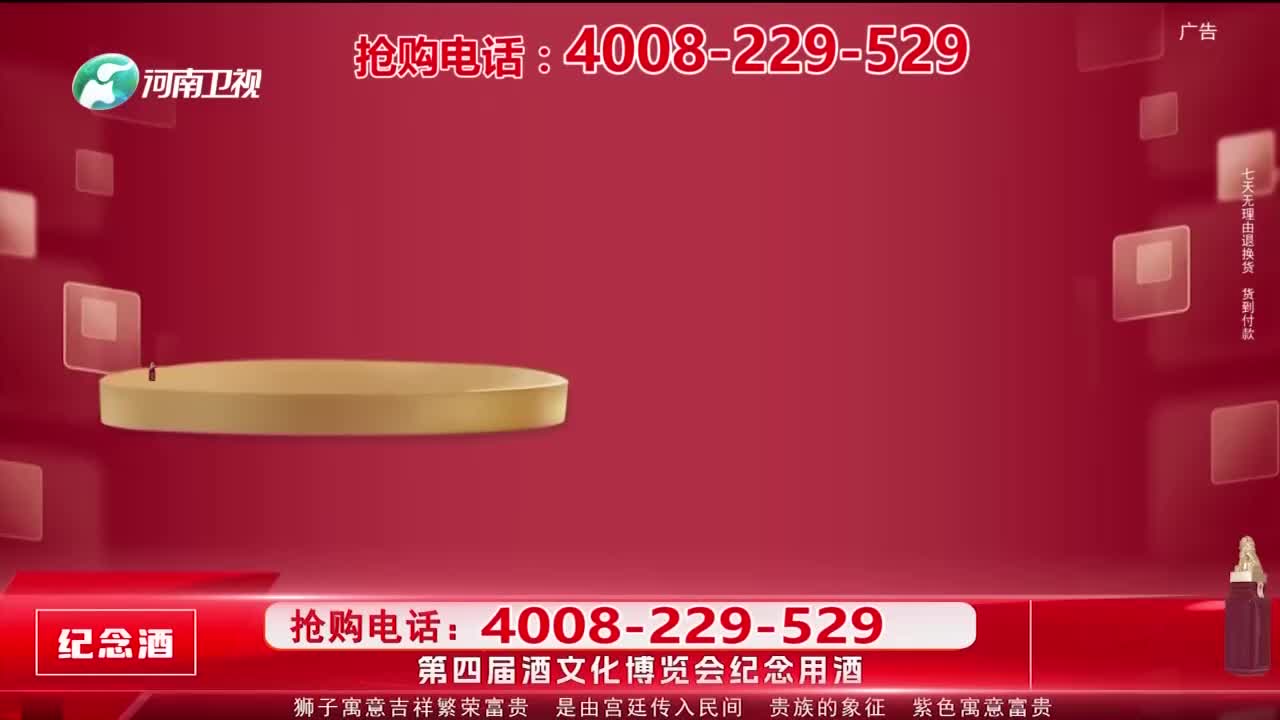 抢购电话：4008-229-529
广告
河南卫视
七天无理由退换货 货到付款
纪念酒
抢购电话：4008-229-529
第四届酒文化博览会纪念用酒
狮子寓意吉祥繁荣富贵 是由宫廷传入民间 贵族的象征 紫色寓意富贵